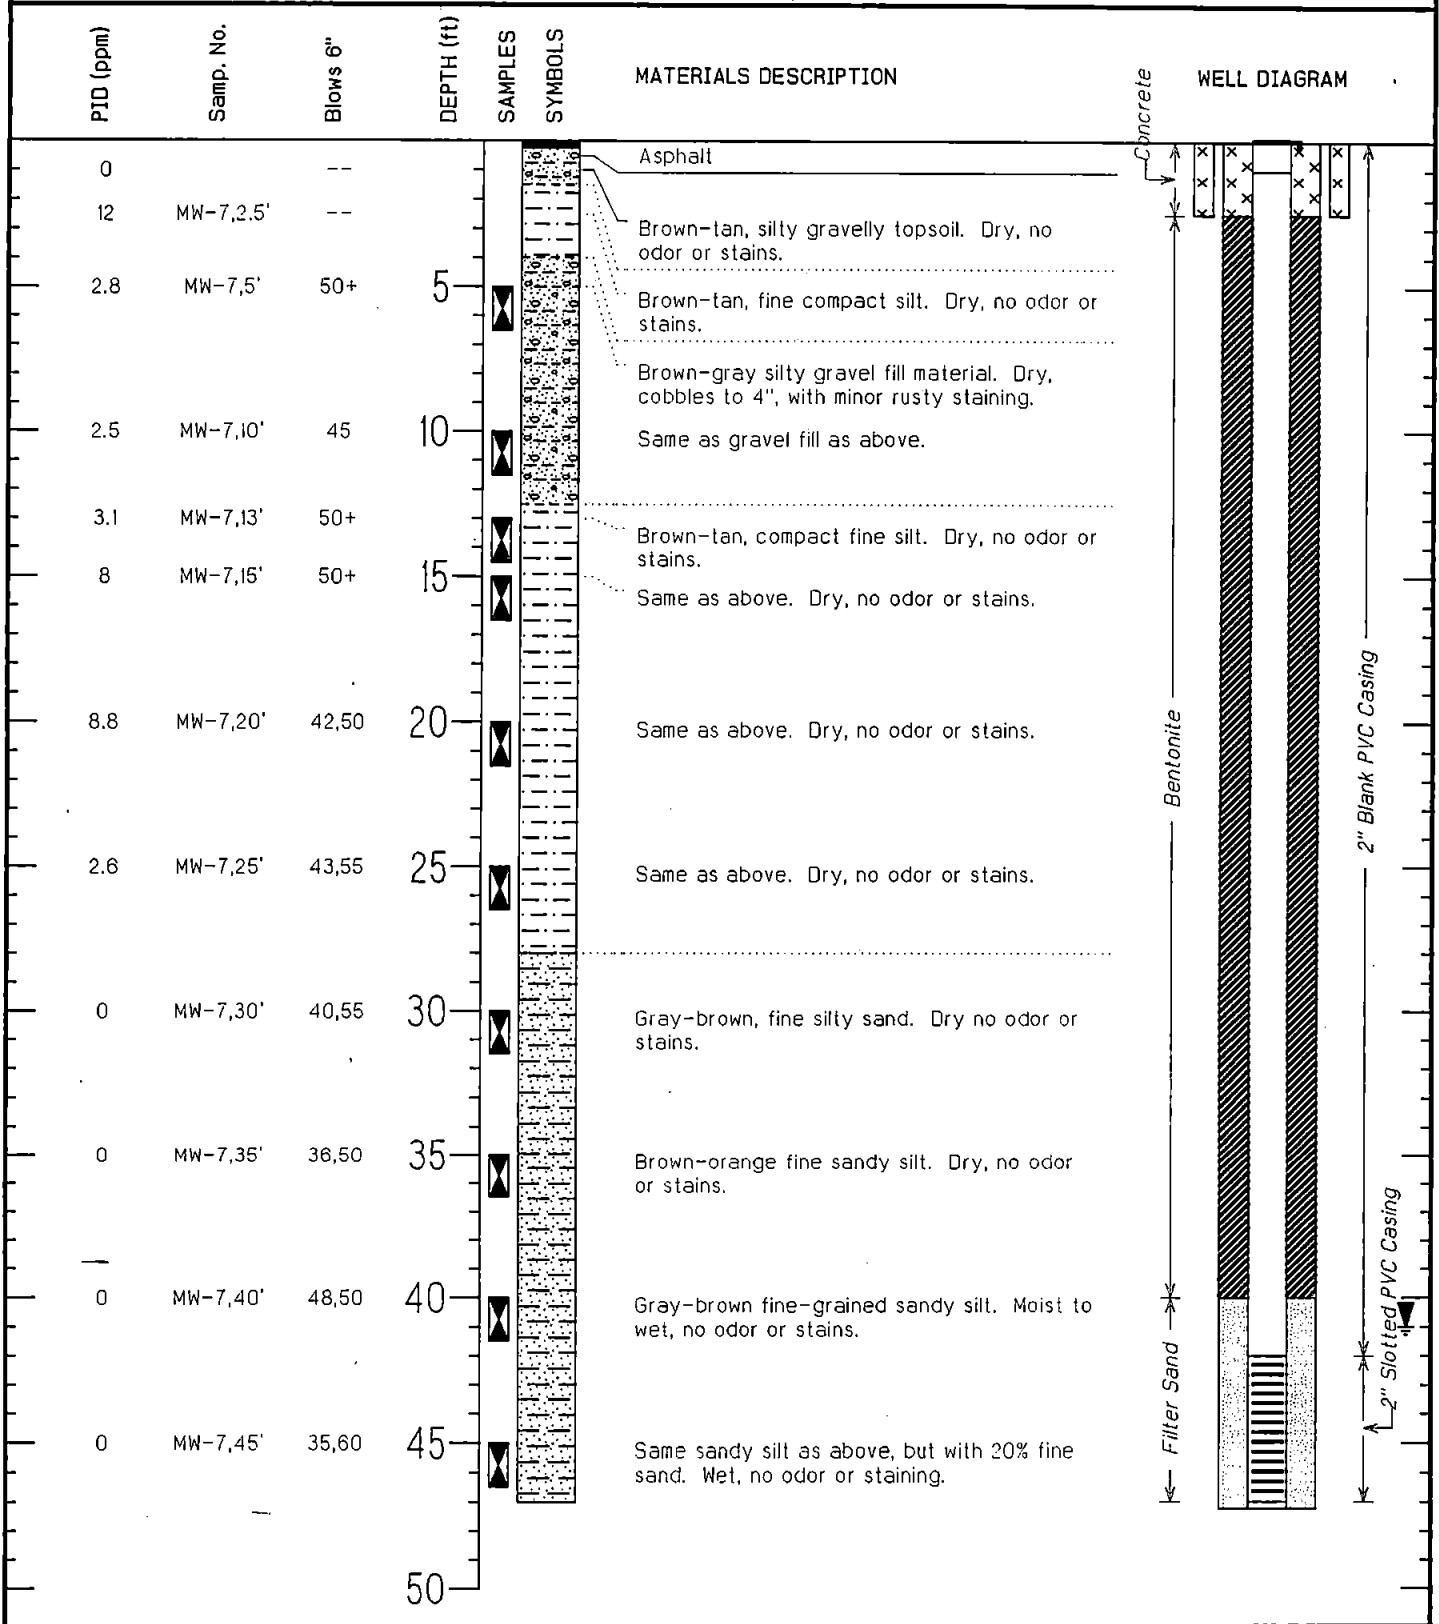 PID (ppm)
Samp. No.
Blows 6"
DEPTH (ft)
SAMPLES
SYMBOLS
MATERIALS DESCRIPTION
WELL DIAGRAM
Concrete
Asphalt
0 --
12 MW-7,2.5' --
Brown-tan, silty gravelly topsoil. Dry, no
odor or stains.
2.8 MW-7,5' 50+ 5
Brown-tan, fine compact silt. Dry, no odor or
stains.
Brown-gray silty gravel fill material. Dry,
cobbles to 4", with minor rusty staining.
2.5 MW-7,10' 45 10
Same as gravel fill as above.
3.1 MW-7,13' 50+
Brown-tan, compact fine silt. Dry, no odor or
stains.
8 MW-7,15' 50+ 15
Same as above. Dry, no odor or stains.
8.8 MW-7,20' 42,50 20
Same as above. Dry, no odor or stains.
Bentonite
2" Blank PVC Casing
2.6 MW-7,25' 43,55 25
Same as above. Dry, no odor or stains.
0 MW-7,30' 40,55 30
Gray-brown, fine silty sand. Dry no odor or
stains.
0 MW-7,35' 36,50 35
Brown-orange fine sandy silt. Dry, no odor
or stains.
0 MW-7,40' 48,50 40
Gray-brown fine-grained sandy silt. Moist to
wet, no odor or stains.
Filter Sand
2" Slotted PVC Casing
0 MW-7,45' 35,60 45
Same sandy silt as above, but with 20% fine
sand. Wet, no odor or staining.
50